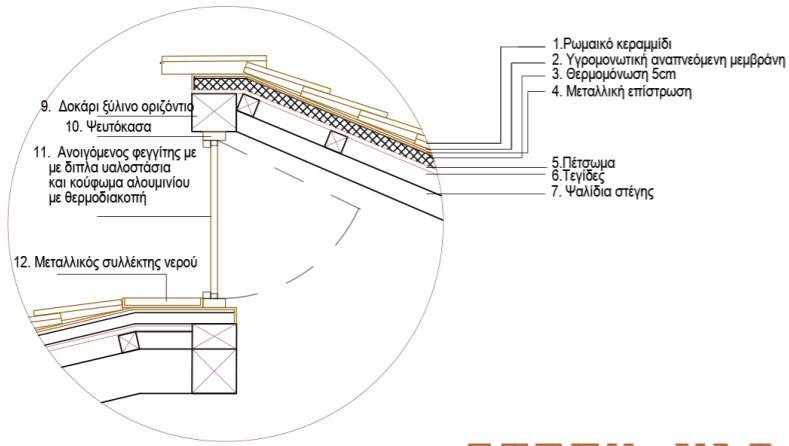 1.Ρωμαικό κεραμμίδι
2. Υγρομονωτική αναπνεόμενη μεμβράνη
3. Θερμομόνωση 5cm
4. Μεταλλική επίστρωση
5.Πέτσωμα
6.Τεγίδες
7. Ψαλίδια στέγης
9. Δοκάρι ξύλινο οριζόντιο
10. Ψευτόκασα
11. Ανοιγόμενος φεγγίτης με
με διπλα υαλοστάσια
και κούφωμα αλουμινίου
με θερμοδιακοπή
12. Μεταλλικός συλλέκτης νερού